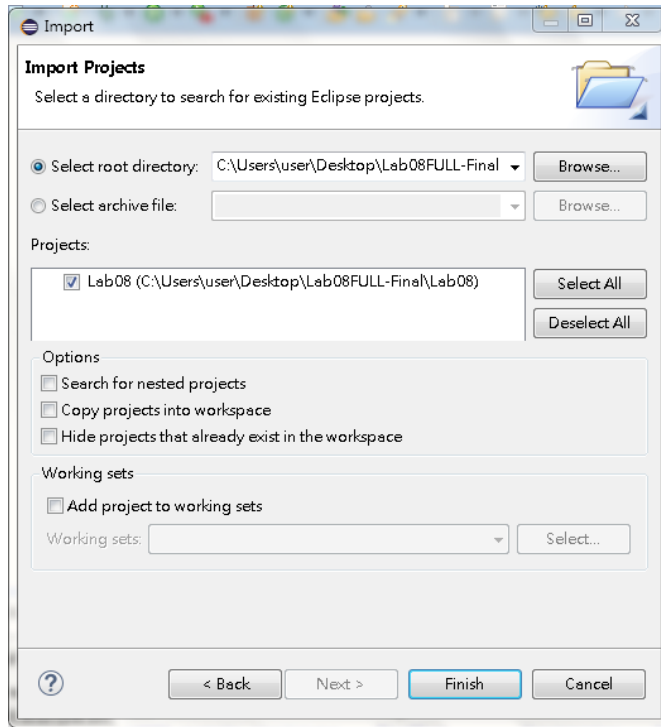 Import
Import Projects
Select a directory to search for existing Eclipse projects.
Select root directory: C:\Users\user\Desktop\Lab08FULL-Final Browse...
Select archive file: Browse...
Projects:
Lab08 (C:\Users\user\Desktop\Lab08FULL-Final\Lab08) Select All
Deselect All
Options
Search for nested projects
Copy projects into workspace
Hide projects that already exist in the workspace
Working sets
Add project to working sets
Working sets: Select...
? < Back Next > Finish Cancel